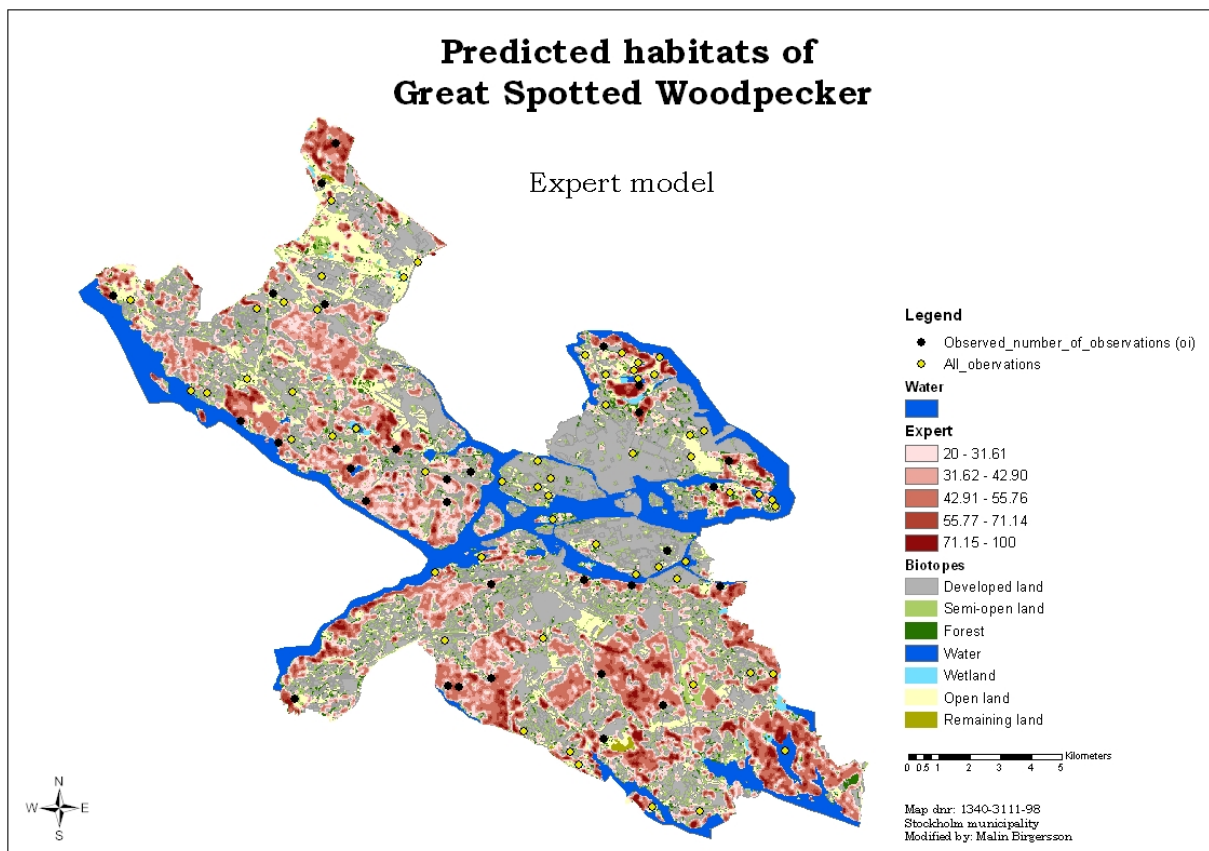 Predicted habitats of
Great Spotted Woodpecker
Expert model
Legend
Observed_number_of_observations (oi)
All_obervations
Water
Expert
20 - 31.61
31.62 - 42.90
42.91 - 55.76
55.77 - 71.14
71.15 - 100
Biotopes
Developed land
Semi-open land
Forest
Water
Wetland
Open land
Remaining land
Kilometers
0 0.5 1 2 3 4 5
Map dnr: 1340-3111-98
Stockholm municipality
Modified by: Malin Birgersson
N
W E
S